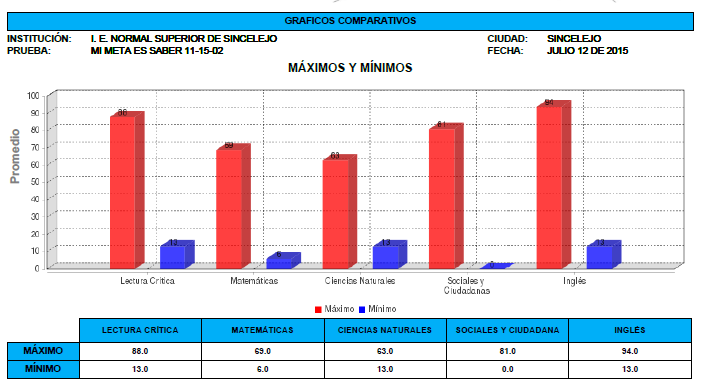 GRAFICOS COMPARATIVOS
INSTITUCIÓN: I. E. NORMAL SUPERIOR DE SINCELEJO CIUDAD: SINCELEJO
PRUEBA: MI META ES SABER 11-15-02 FECHA: JULIO 12 DE 2015
MÁXIMOS Y MÍNIMOS
Promedio
100
90
80
70
60
50
40
30
20
10
0
88 13 69 6 63 13 81 0 94 13
Lectura Crítica Matemáticas Ciencias Naturales Sociales y Inglés
Ciudadanas
Máximo Mínimo
LECTURA CRÍTICA MATEMÁTICAS CIENCIAS NATURALES SOCIALES Y CIUDADANA INGLÉS
MÁXIMO 88.0 69.0 63.0 81.0 94.0
MÍNIMO 13.0 6.0 13.0 0.0 13.0